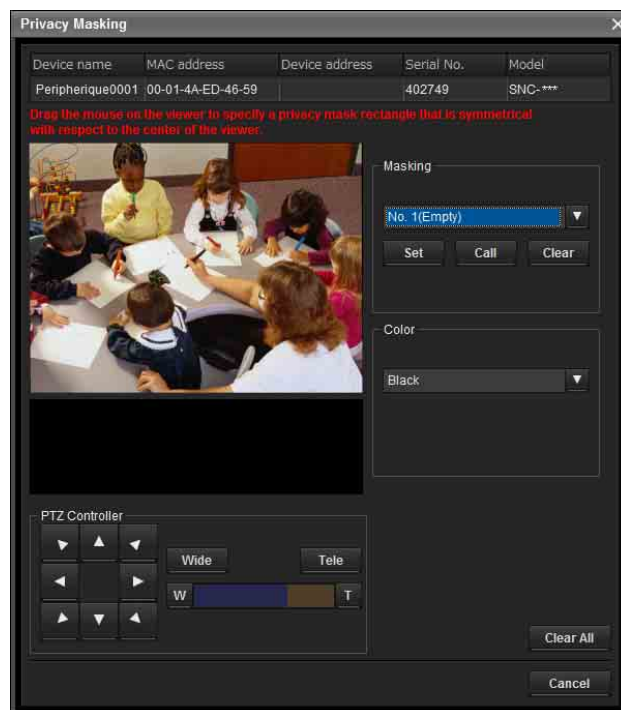 Privacy Masking
Device name MAC address Device address Serial No. Model
Peripherique0001 00-01-4A-ED-46-59 402749 SNC-***
Drag the mouse on the viewer to specify a privacy mask rectangle that is symmetrical
with respect to the center of the viewer.
Masking
No. 1(Empty)
Set Call Clear
Color
Black
PTZ Controller
Wide Tele
W T
Clear All
Cancel